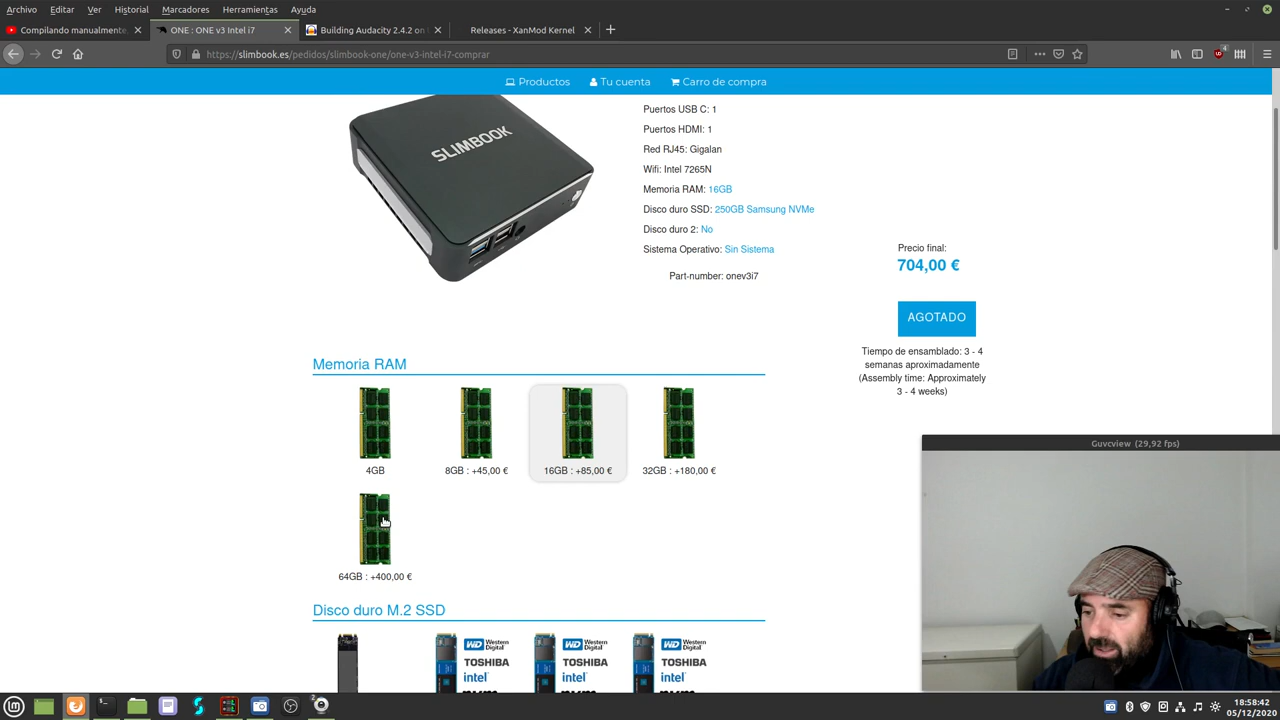 Archivo Editar Ver Historial Marcadores Herramientas Ayuda
Compilando manualmente, ONE : ONE v3 Intel i7 Building Audacity 2.4.2 on Releases - XanMod Kernel
https://slimbook.es/pedidos/slimbook-one/one-v3-intel-i7-comprar
Productos Tu cuenta Carro de compra
SLIMBOOK
Puertos USB C: 1
Puertos HDMI: 1
Red RJ45: Gigalan
Wifi: Intel 7265N
Memoria RAM: 16GB
Disco duro SSD: 250GB Samsung NVMe
Disco duro 2: No
Sistema Operativo: Sin Sistema
Part-number: onev3i7
Precio final:
704,00 €
AGOTADO
Tiempo de ensamblado: 3 - 4
semanas aproximadamente
(Assembly time: Approximately
3 - 4 weeks)
Memoria RAM
4GB 8GB : +45,00 € 16GB : +85,00 € 32GB : +180,00 €
64GB : +400,00 €
Disco duro M.2 SSD
Western Digital Western Digital Western Digital
TOSHIBA TOSHIBA TOSHIBA
intel intel intel
Guvcview (29,92 fps)
18:58:42
05/12/2020